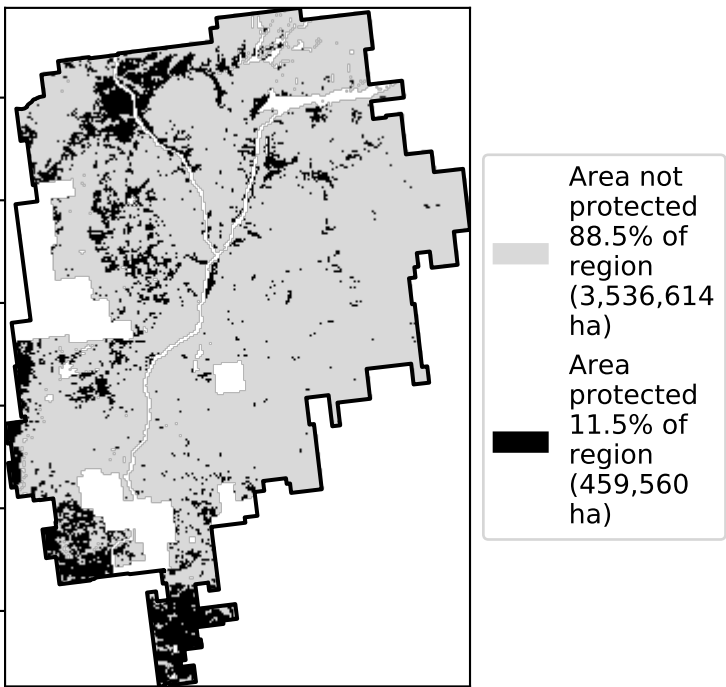 Area not
protected
88.5% of
region
(3,536,614
ha)
Area
protected
11.5% of
region
(459,560
ha)